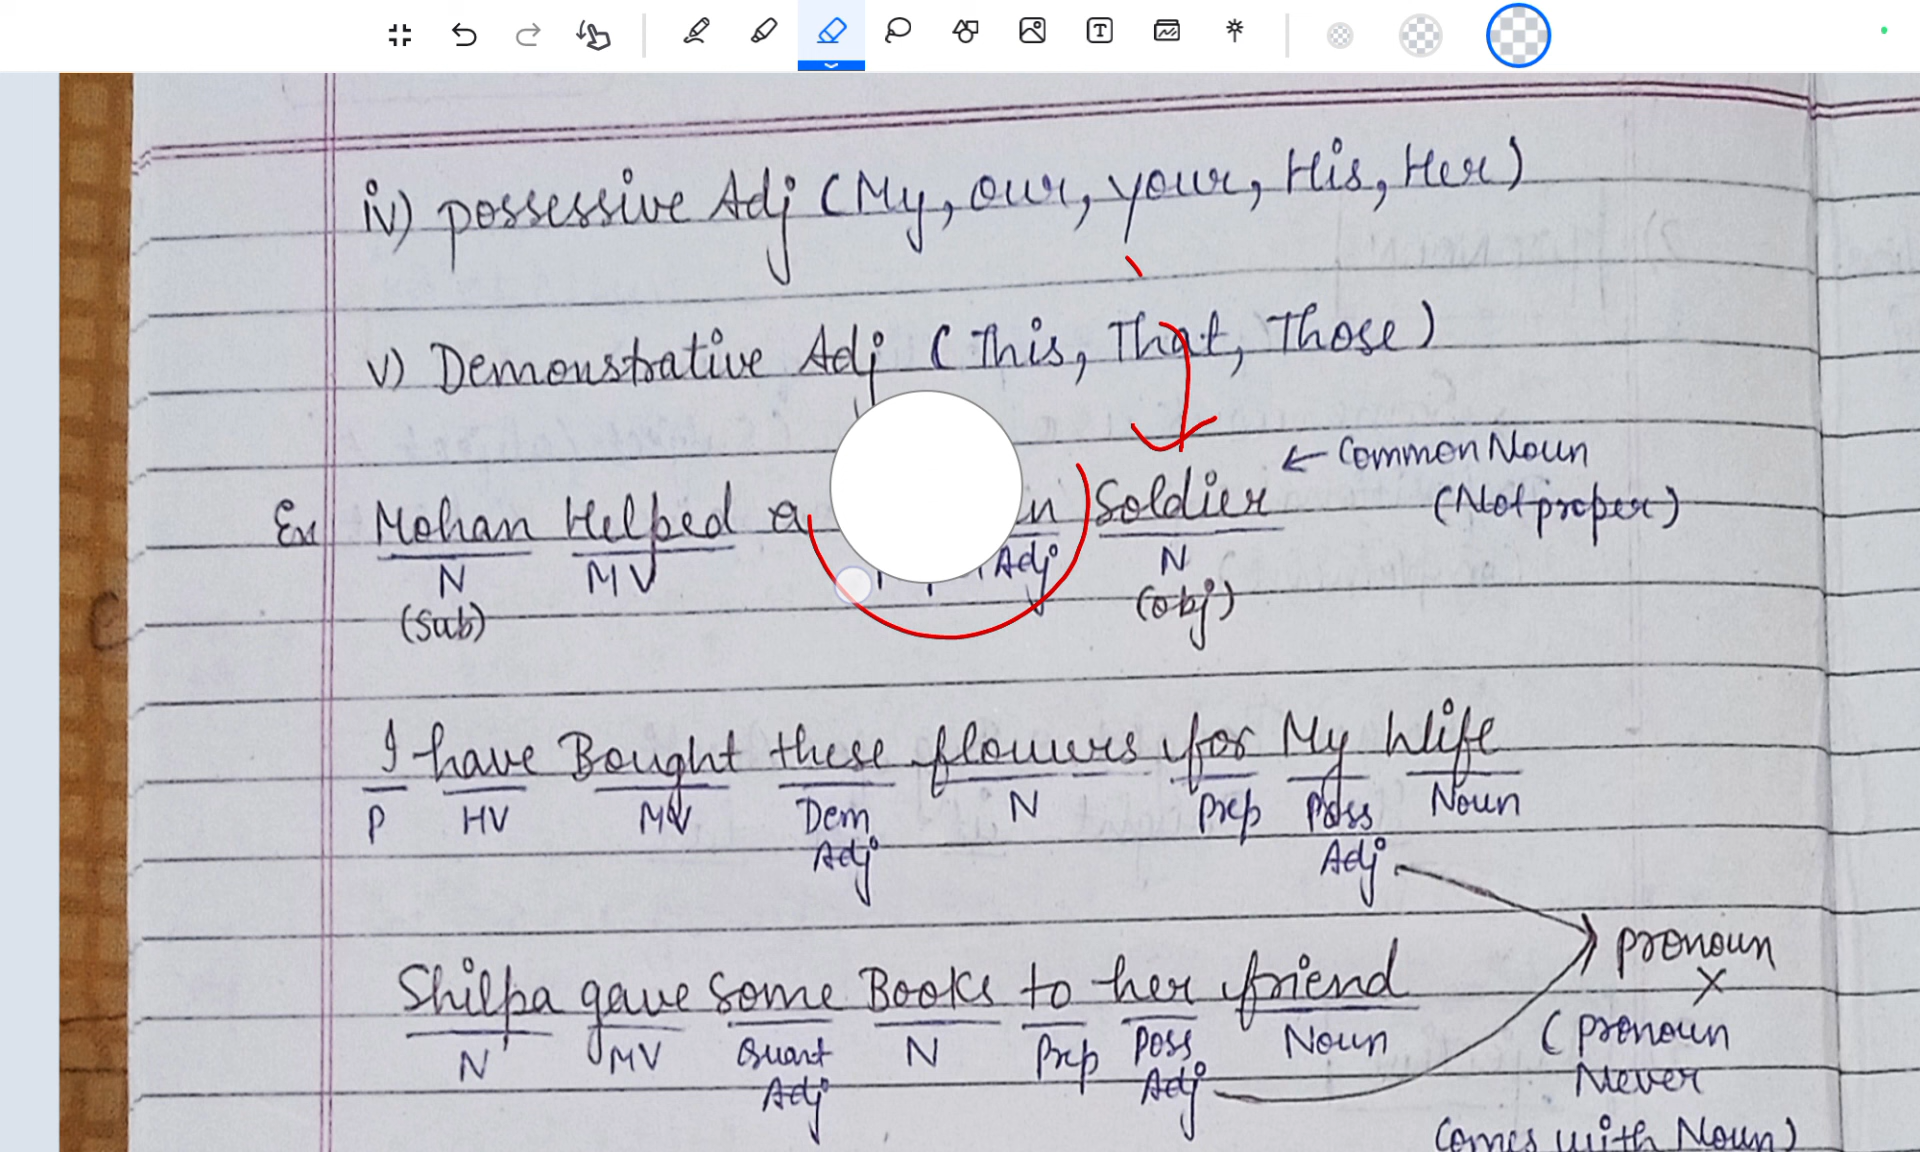 iv) possessive Adj (My, our, your, His, Her)
v) Demonstrative Adj (This, That, Those)
← Common Noun
(Not proper)
Ex Mohan Helped a n Soldier
N MV Adj N
(Sub) (obj)
I have Bought these flowers for My Wife
P HV MV Dem Adj N Prep Poss Adj Noun
Shilpa gave some Books to her friend
N MV Quant Adj N Prep Poss Adj Noun
pronoun
X
(pronoun
Never
Comes with Noun)